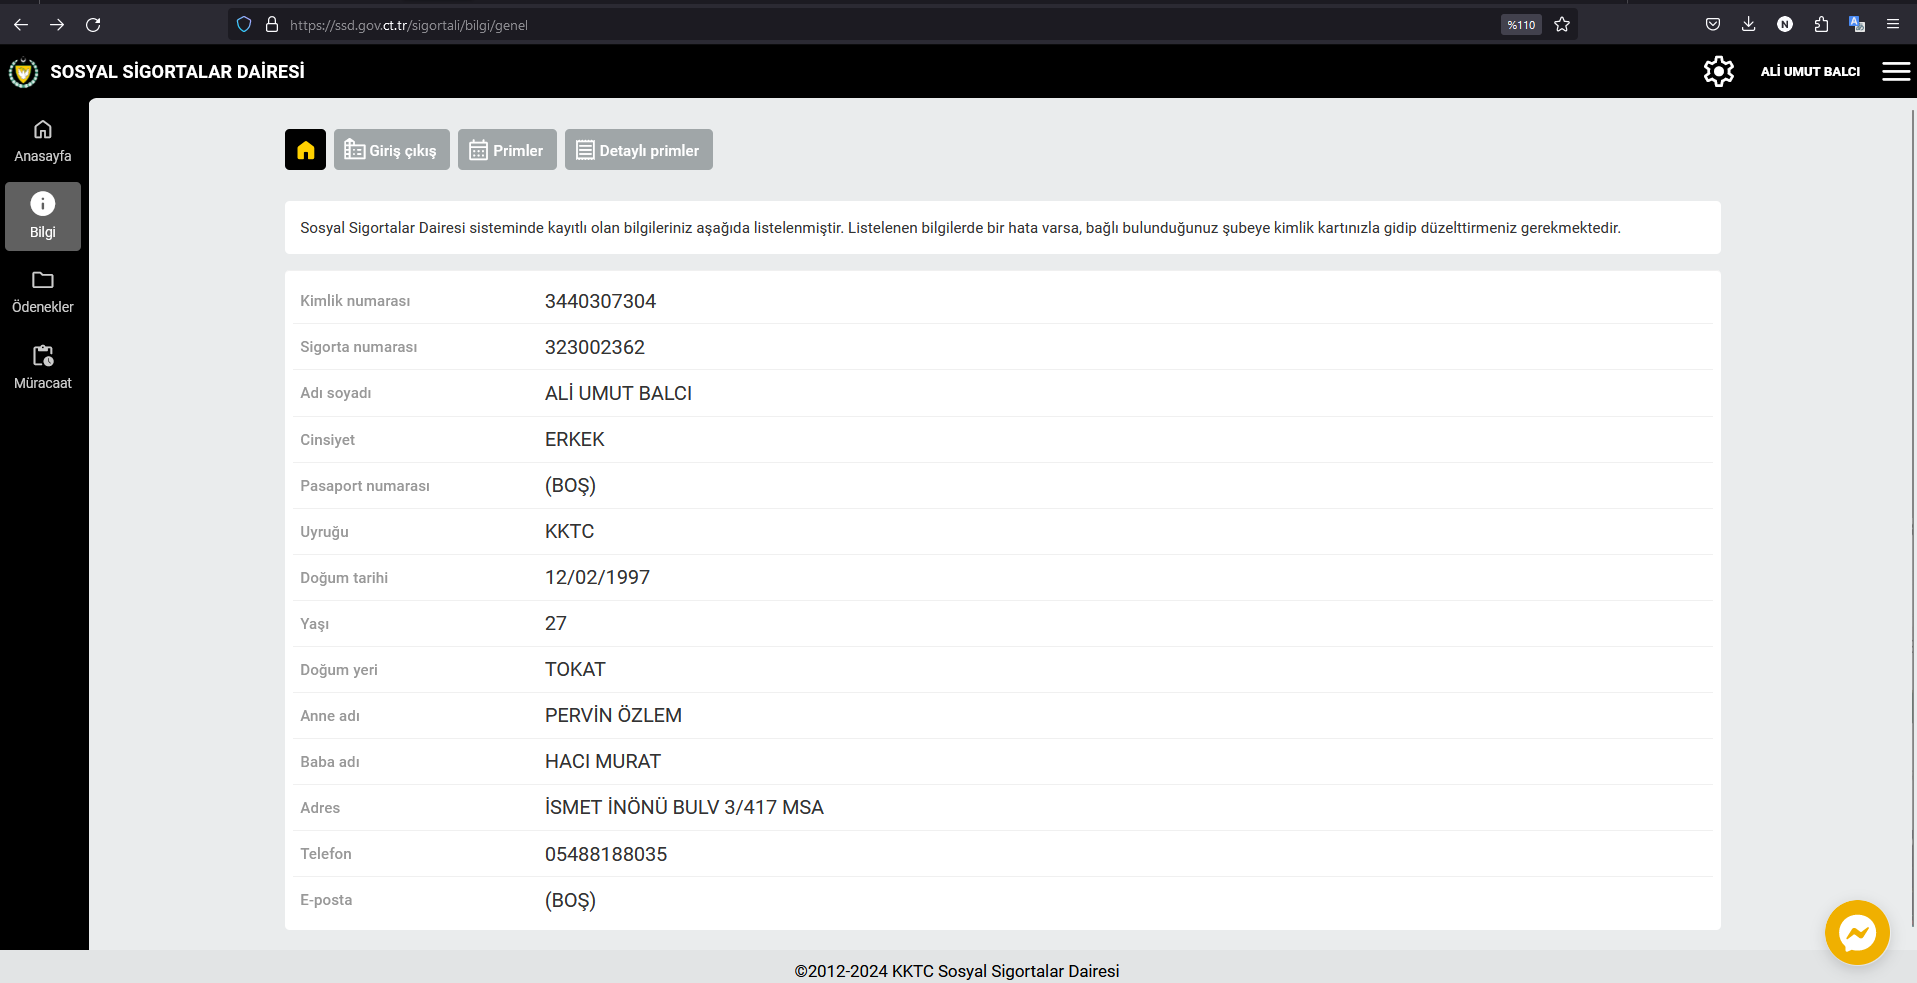 https://ssd.gov.ct.tr/sigortali/bilgi/genel
%110
N
SOSYAL SİGORTALAR DAİRESİ
ALİ UMUT BALCI
Anasayfa
Bilgi
Ödenekler
Müracaat
Giriş çıkış
Primler
Detaylı primler
Sosyal Sigortalar Dairesi sisteminde kayıtlı olan bilgileriniz aşağıda listelenmiştir. Listelenen bilgilerde bir hata varsa, bağlı bulunduğunuz şubeye kimlik kartınızla gidip düzelttirmeniz gerekmektedir.
Kimlik numarası 3440307304
Sigorta numarası 323002362
Adı soyadı ALİ UMUT BALCI
Cinsiyet ERKEK
Pasaport numarası (BOŞ)
Uyruğu KKTC
Doğum tarihi 12/02/1997
Yaşı 27
Doğum yeri TOKAT
Anne adı PERVİN ÖZLEM
Baba adı HACI MURAT
Adres İSMET İNÖNÜ BULV 3/417 MSA
Telefon 05488188035
E-posta (BOŞ)
©2012-2024 KKTC Sosyal Sigortalar Dairesi